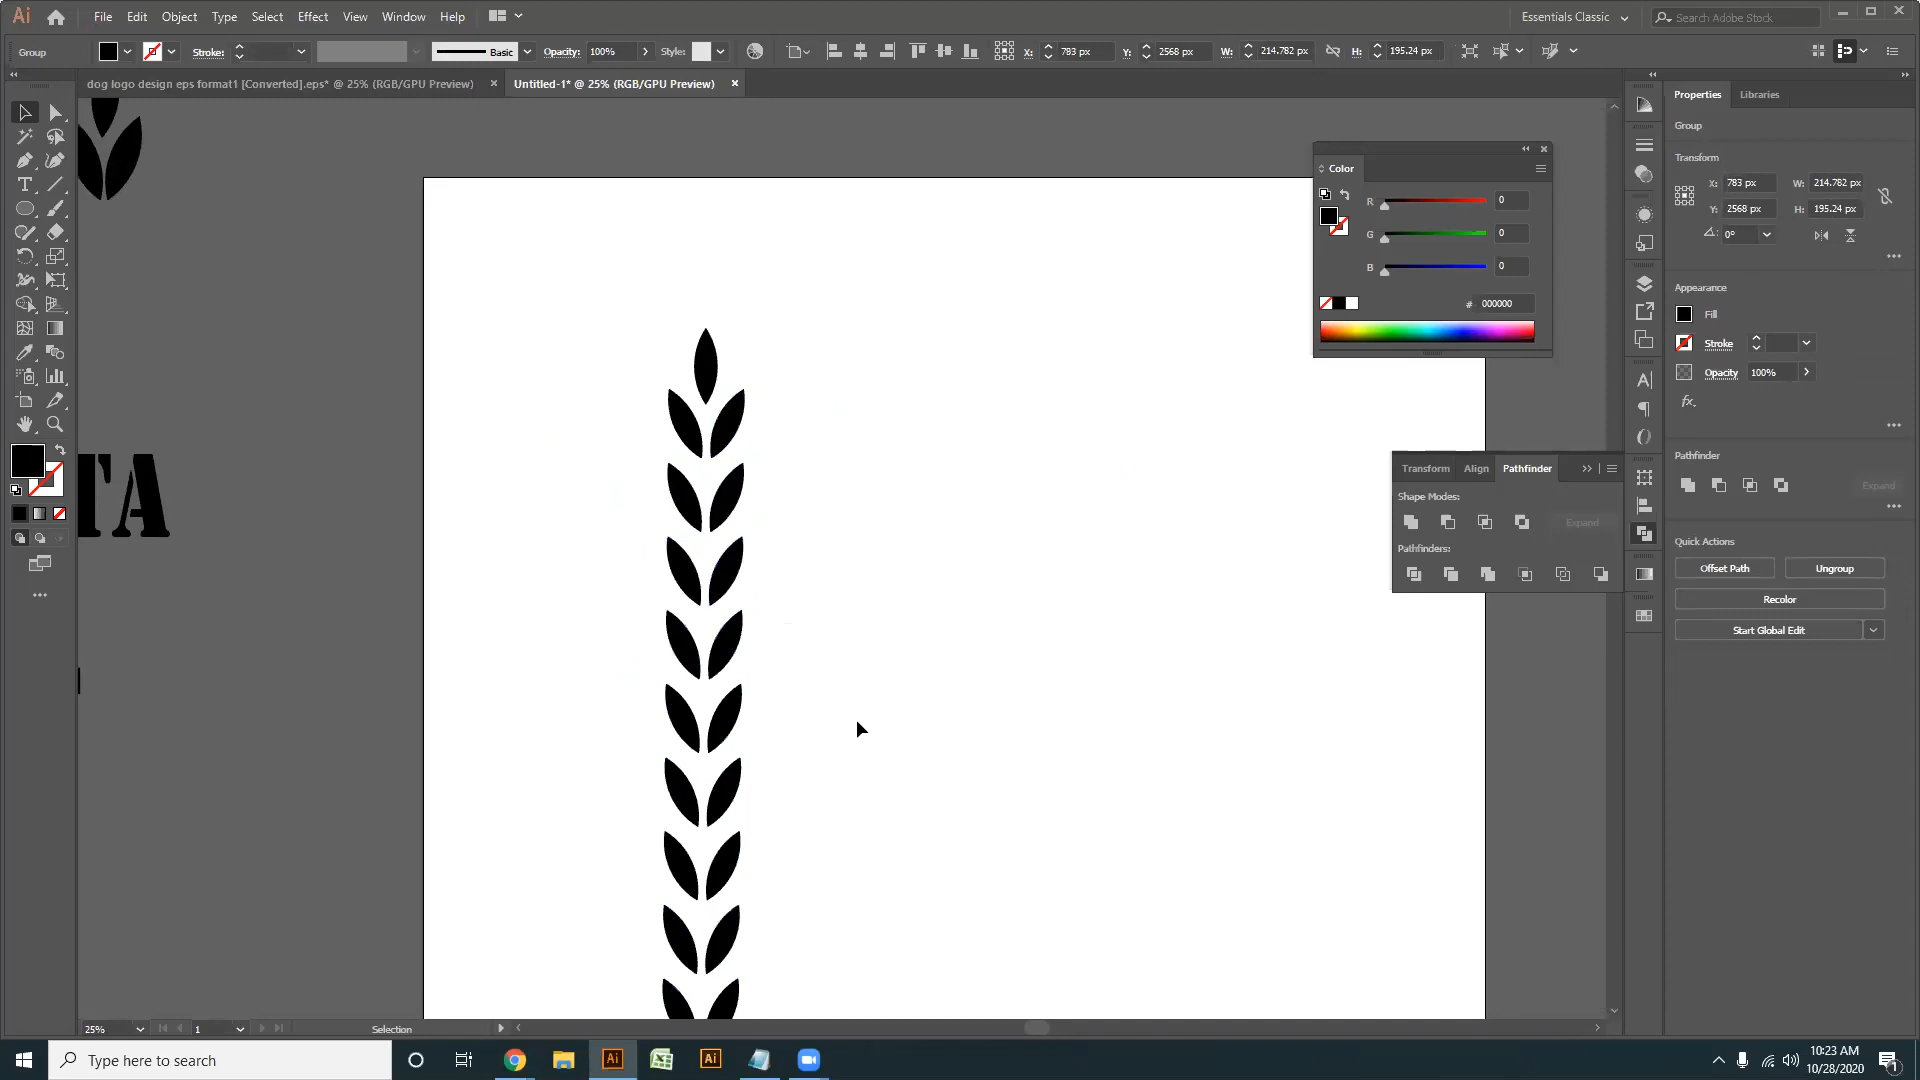 Ai File Edit Object Type Select Effect View Window Help Essentials Classic Search Adobe Stock
Group Stroke: Basic Opacity: 100% Style: X: 783 px Y: 2568 px W: 214.782 px H: 195.24 px
dog logo design eps format1 [Converted].eps* @ 25% (RGB/GPU Preview) Untitled-1* @ 25% (RGB/GPU Preview)
Properties Libraries
Group
Transform
X: 783 px W: 214.782 px
Y: 2568 px H: 195.24 px
0°
Appearance
Fill
Stroke
Opacity 100%
fx
Pathfinder
Expand
Quick Actions
Offset Path Ungroup
Recolor
Start Global Edit
Color
R 0
G 0
B 0
# 000000
Transform Align Pathfinder
Shape Modes:
Expand
Pathfinders:
TA
25% 1 Selection
Type here to search
Ai Ai
10:23 AM
10/28/2020
1